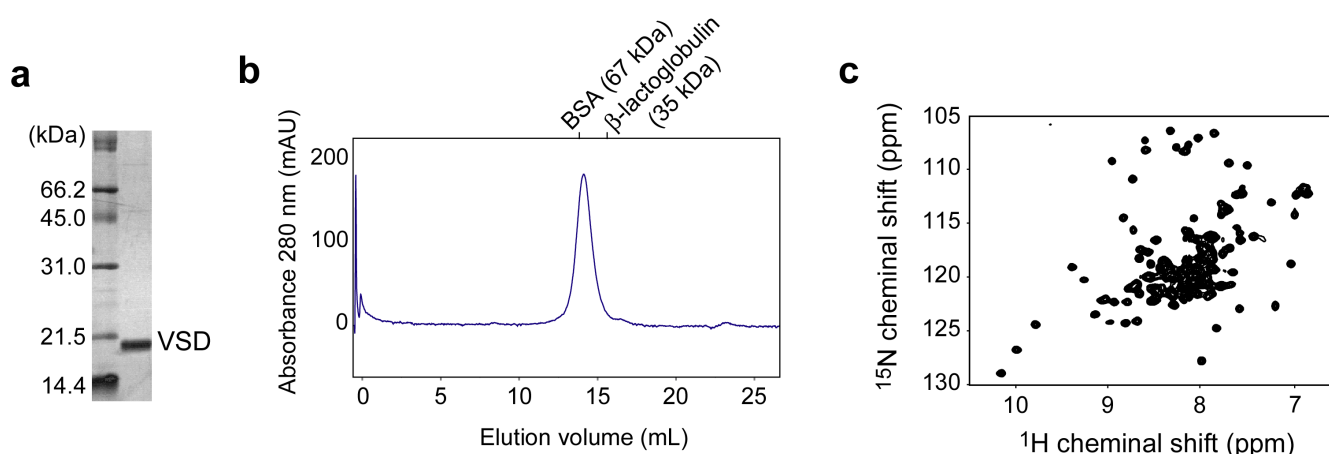 a
(kDa)
66.2
45.0
31.0
21.5
14.4
VSD
b
BSA (67 kDa)
β-lactoglobulin
(35 kDa)
Absorbance 280 nm (mAU)
200
100
0
0 5 10 15 20 25
Elution volume (mL)
c
15N cheminal shift (ppm)
105
110
115
120
125
130
10 9 8 7
1H cheminal shift (ppm)